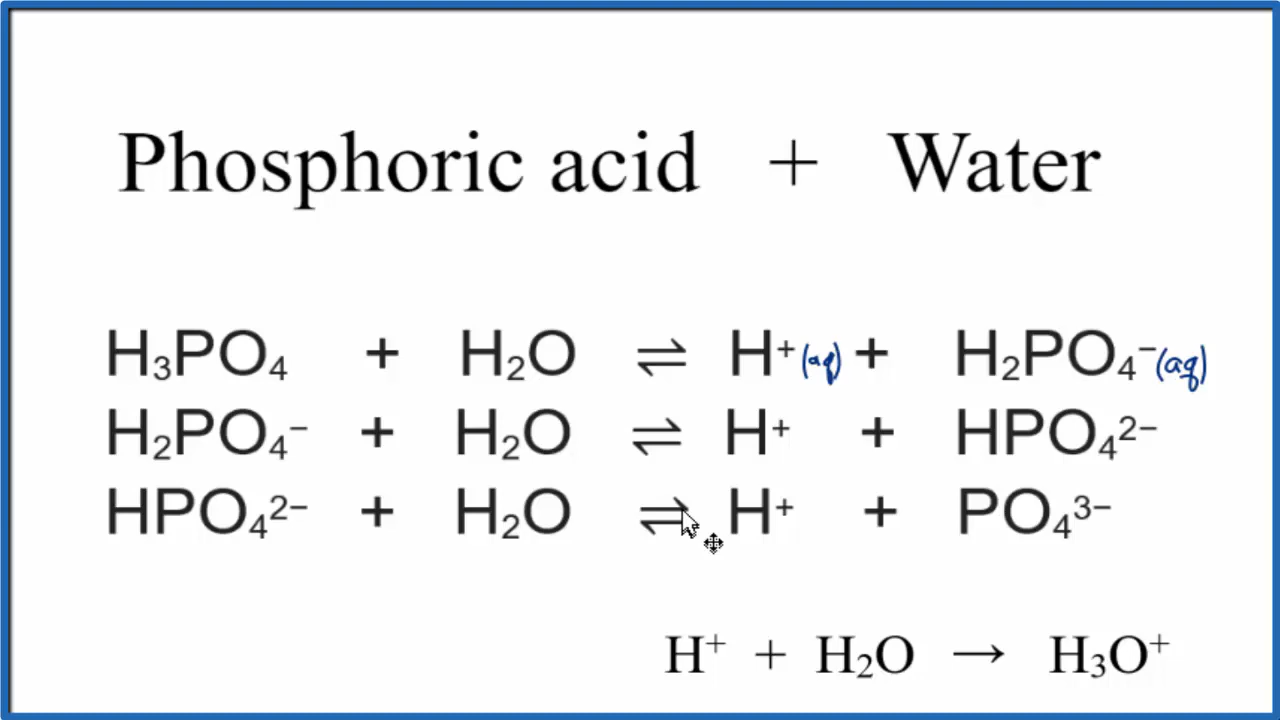 Phosphoric acid + Water
H₃PO₄ + H₂O ⇌ H⁺(aq) + H₂PO₄⁻(aq)
H₂PO₄⁻ + H₂O ⇌ H⁺ + HPO₄²⁻
HPO₄²⁻ + H₂O ⇌ H⁺ + PO₄³⁻
H⁺ + H₂O → H₃O⁺